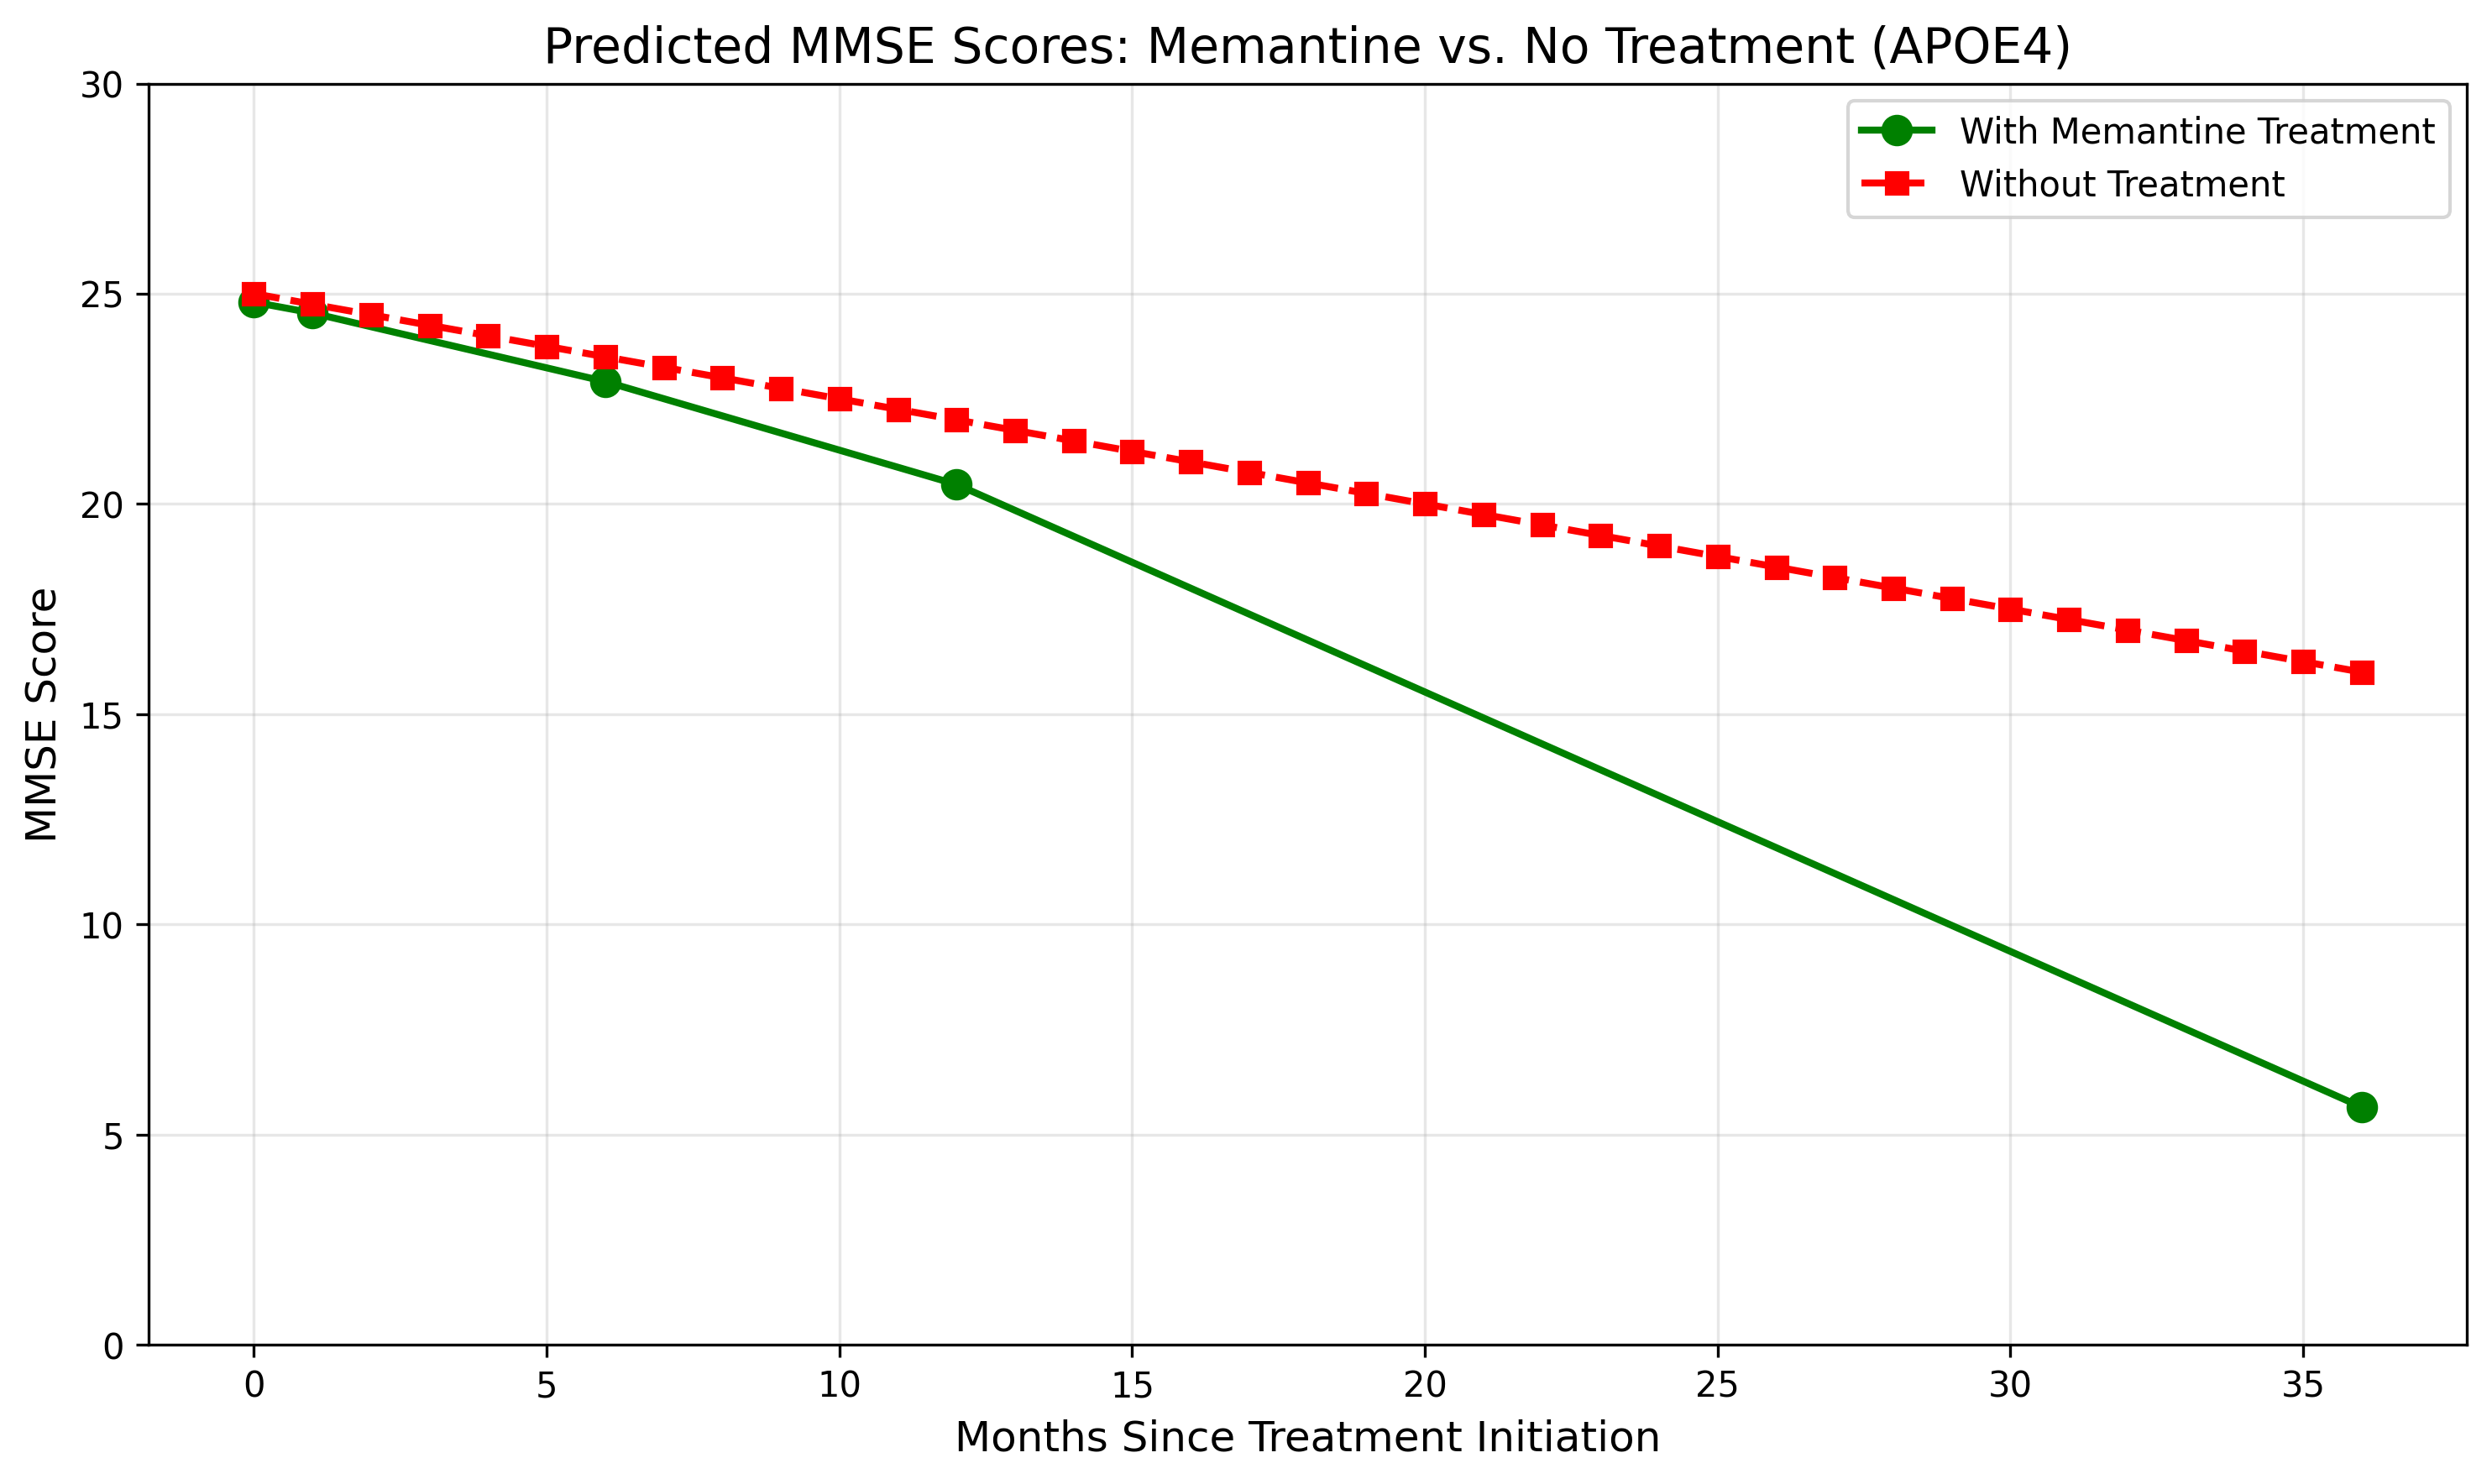 Predicted MMSE Scores: Memantine vs. No Treatment (APOE4)
With Memantine Treatment
Without Treatment
MMSE Score
30
25
20
15
10
5
0
0 5 10 15 20 25 30 35
Months Since Treatment Initiation